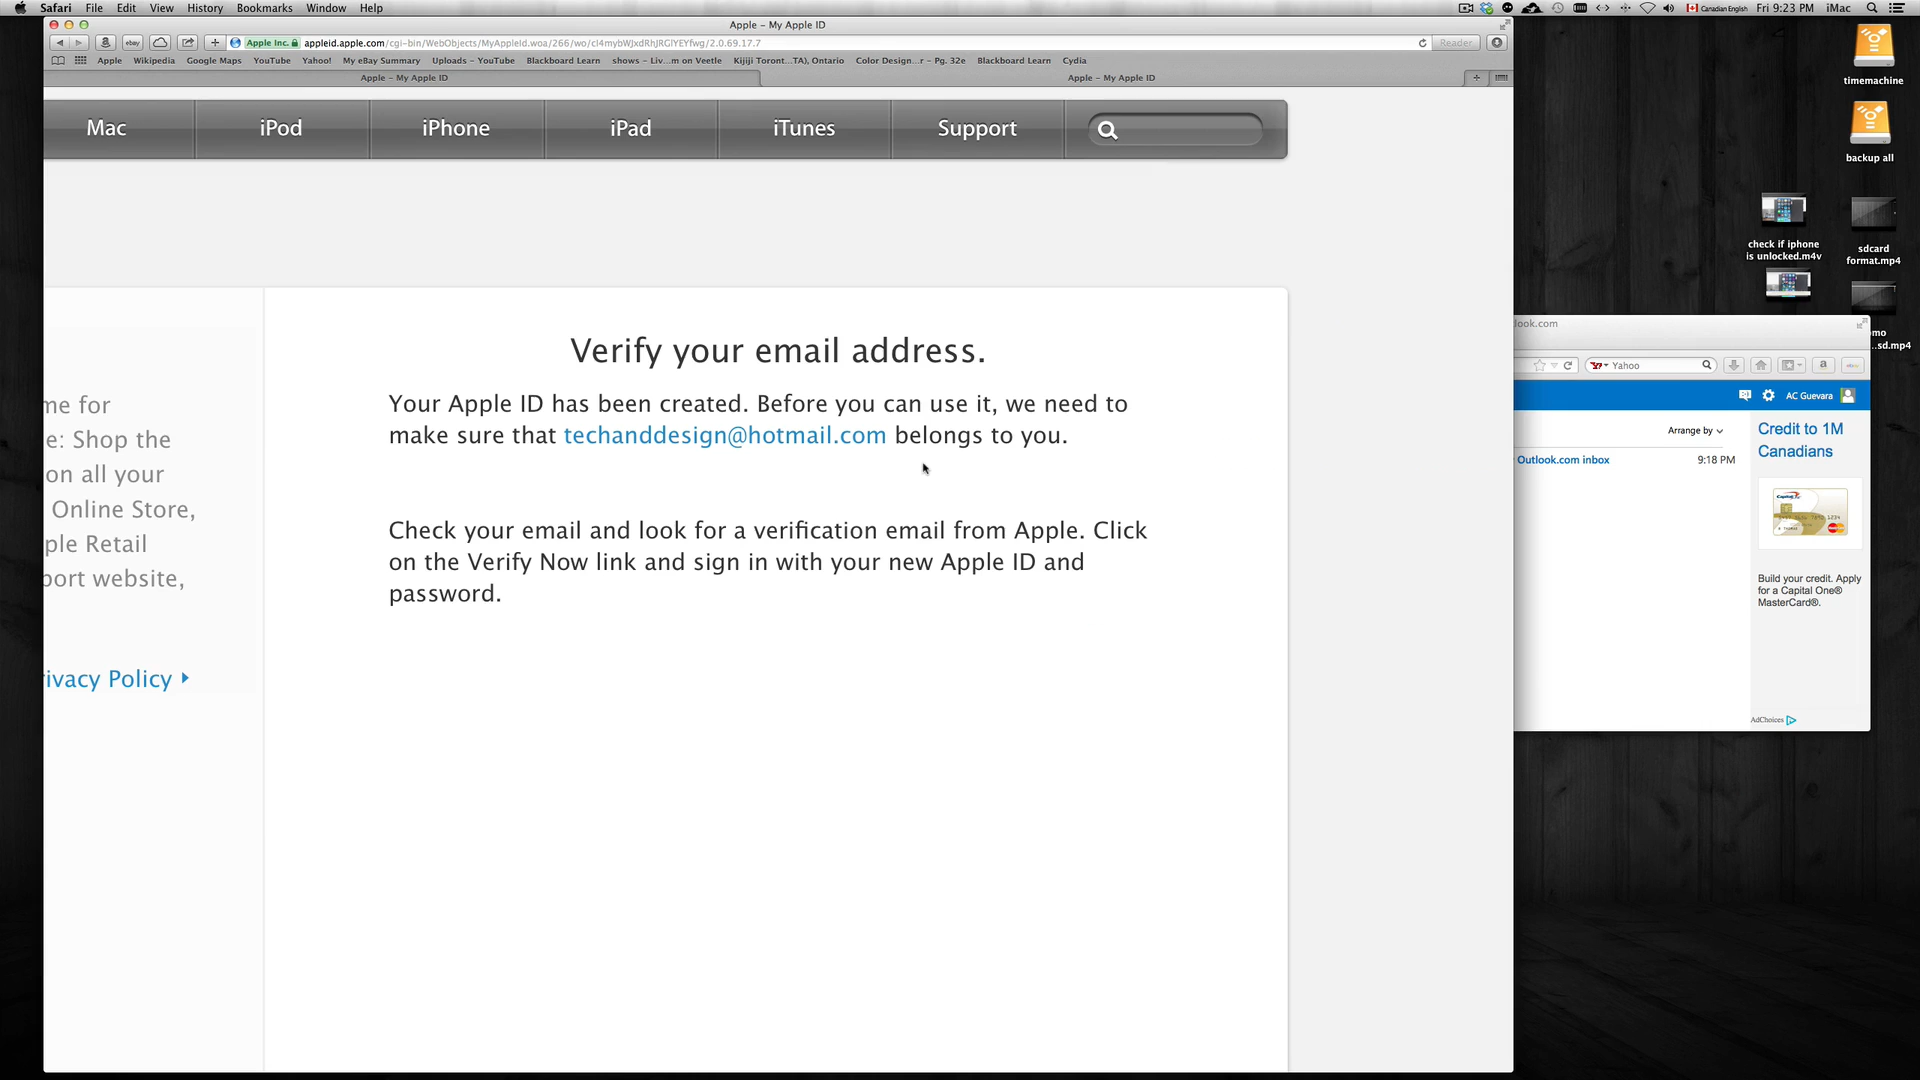 Safari File Edit View History Bookmarks Window Help
Canadian English Fri 9:23 PM iMac
Apple – My Apple ID
ebay Apple Inc. appleid.apple.com/cgi-bin/WebObjects/MyAppleId.woa/266/wo/cl4mybWJxdRhJRGlYEYfwg/2.0.69.17.7 Reader
Apple Wikipedia Google Maps YouTube Yahoo! My eBay Summary Uploads – YouTube Blackboard Learn shows – Liv...m on Veetle Kijiji Toront...TA), Ontario Color Design...r – Pg. 32e Blackboard Learn Cydia
Apple – My Apple ID Apple – My Apple ID
Mac iPod iPhone iPad iTunes Support
Verify your email address.
Your Apple ID has been created. Before you can use it, we need to
make sure that techanddesign@hotmail.com belongs to you.
Check your email and look for a verification email from Apple. Click
on the Verify Now link and sign in with your new Apple ID and
password.
me for
e: Shop the
on all your
Online Store,
ple Retail
port website,
rivacy Policy
timemachine
backup all
check if iphone
is unlocked.m4v
sdcard
format.mp4
omo
...sd.mp4
look.com
Yahoo
AC Guevara
Arrange by
Outlook.com inbox 9:18 PM
Credit to 1M
Canadians
Build your credit. Apply
for a Capital One®
MasterCard®.
AdChoices